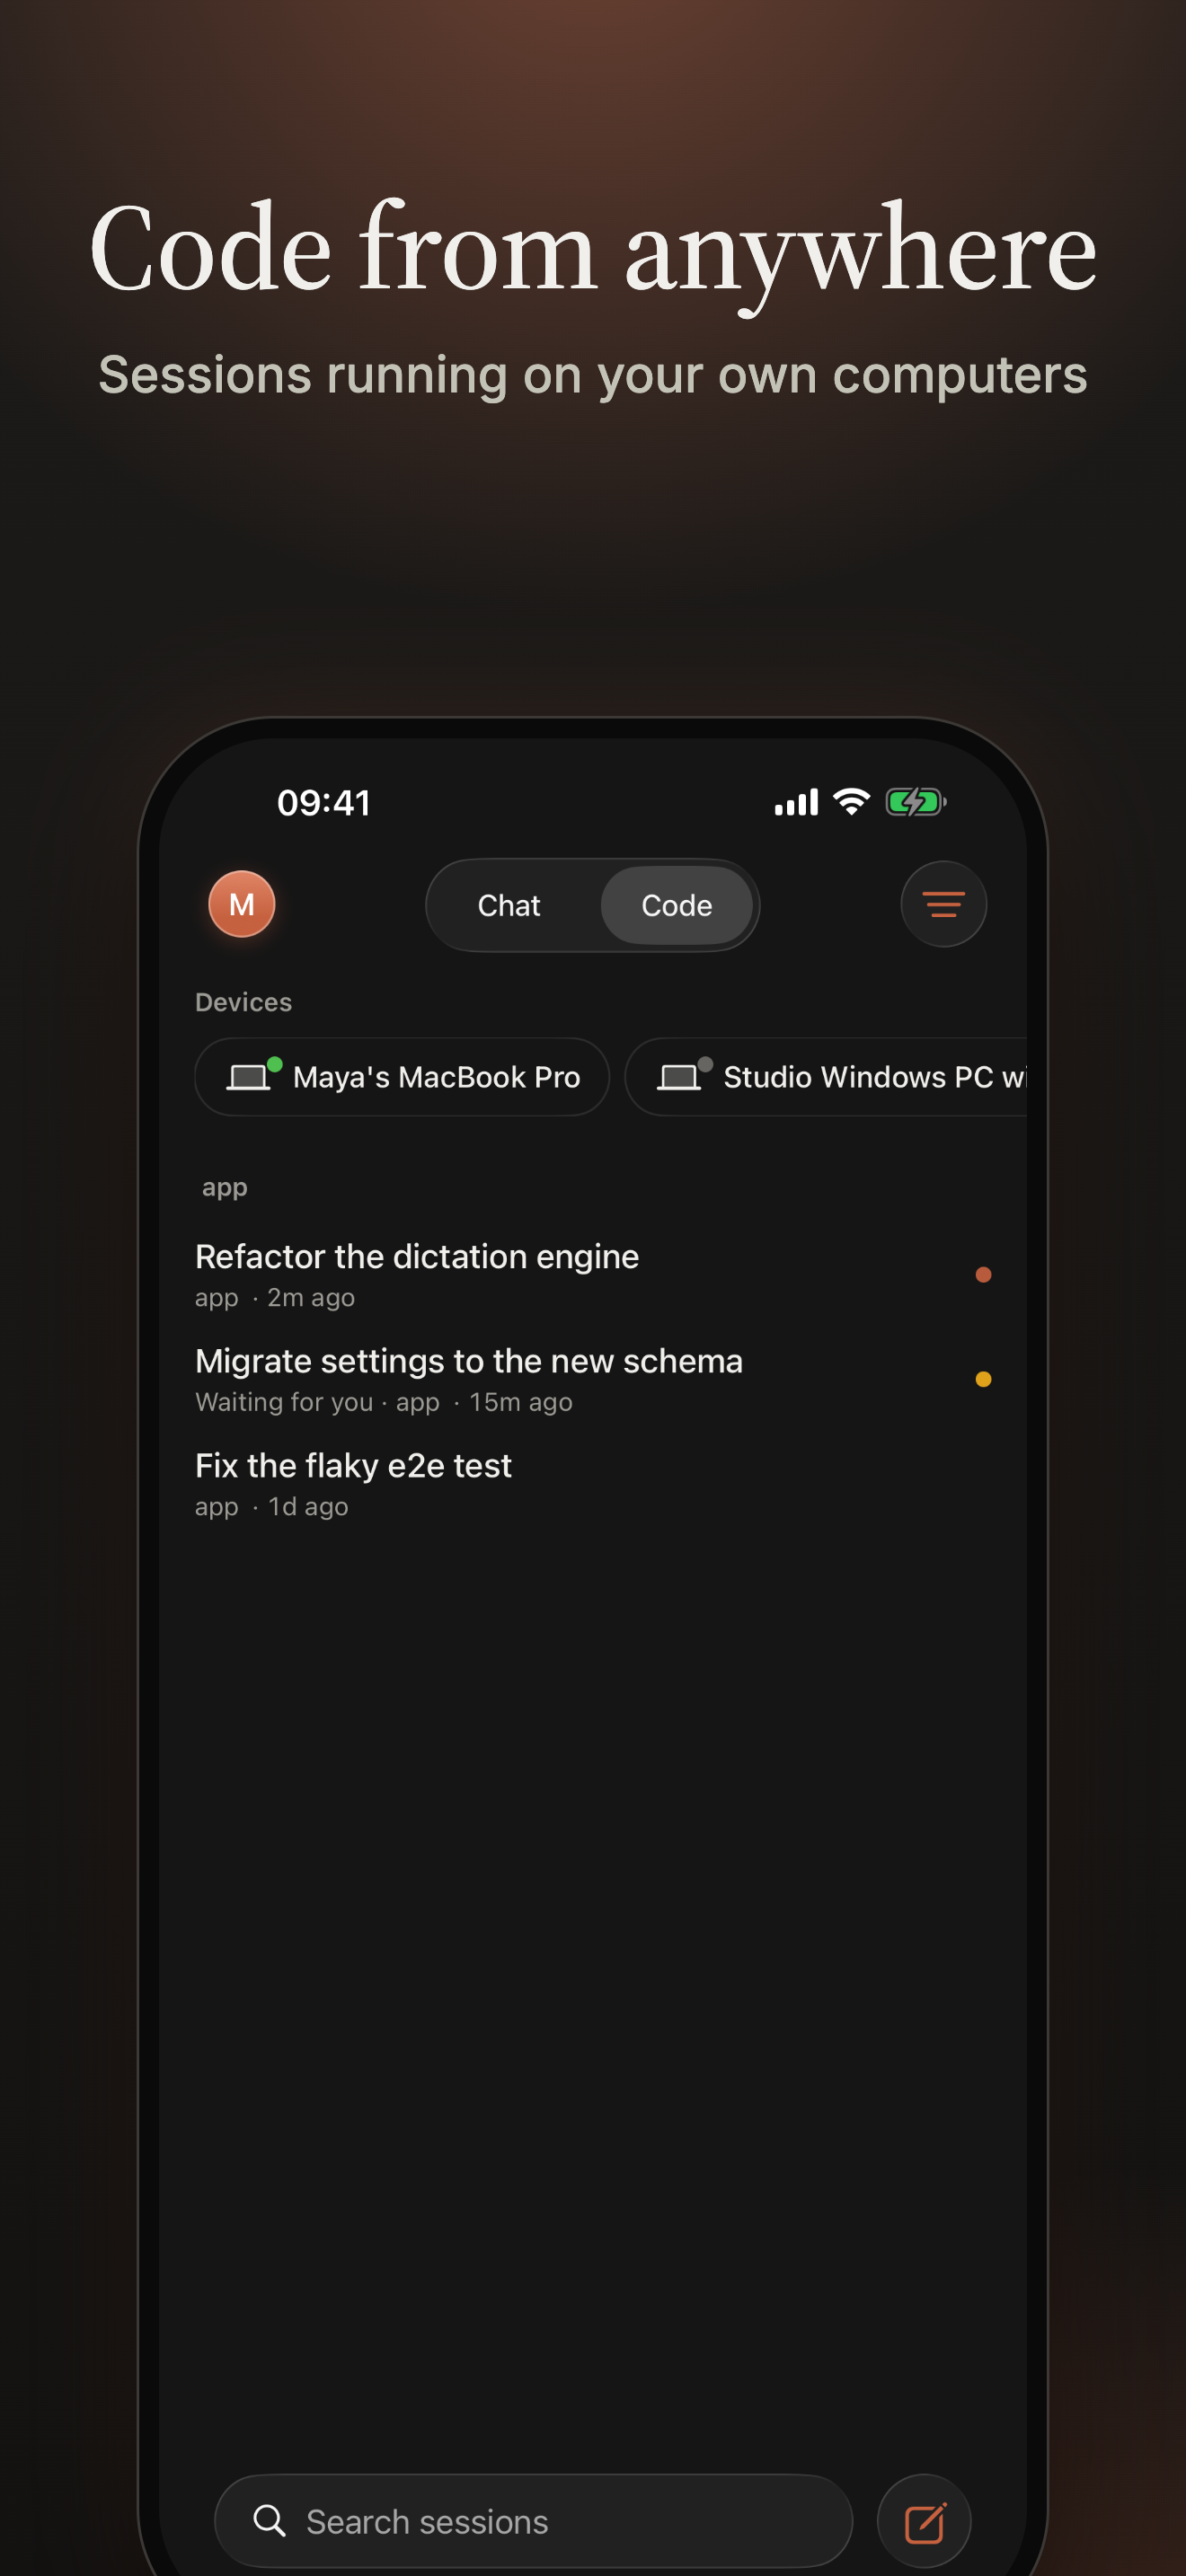 Code from anywhere
Sessions running on your own computers
09:41
M
Chat Code
Devices
Maya's MacBook Pro Studio Windows PC
app
Refactor the dictation engine
app · 2m ago
Migrate settings to the new schema
Waiting for you · app · 15m ago
Fix the flaky e2e test
app · 1d ago
Search sessions